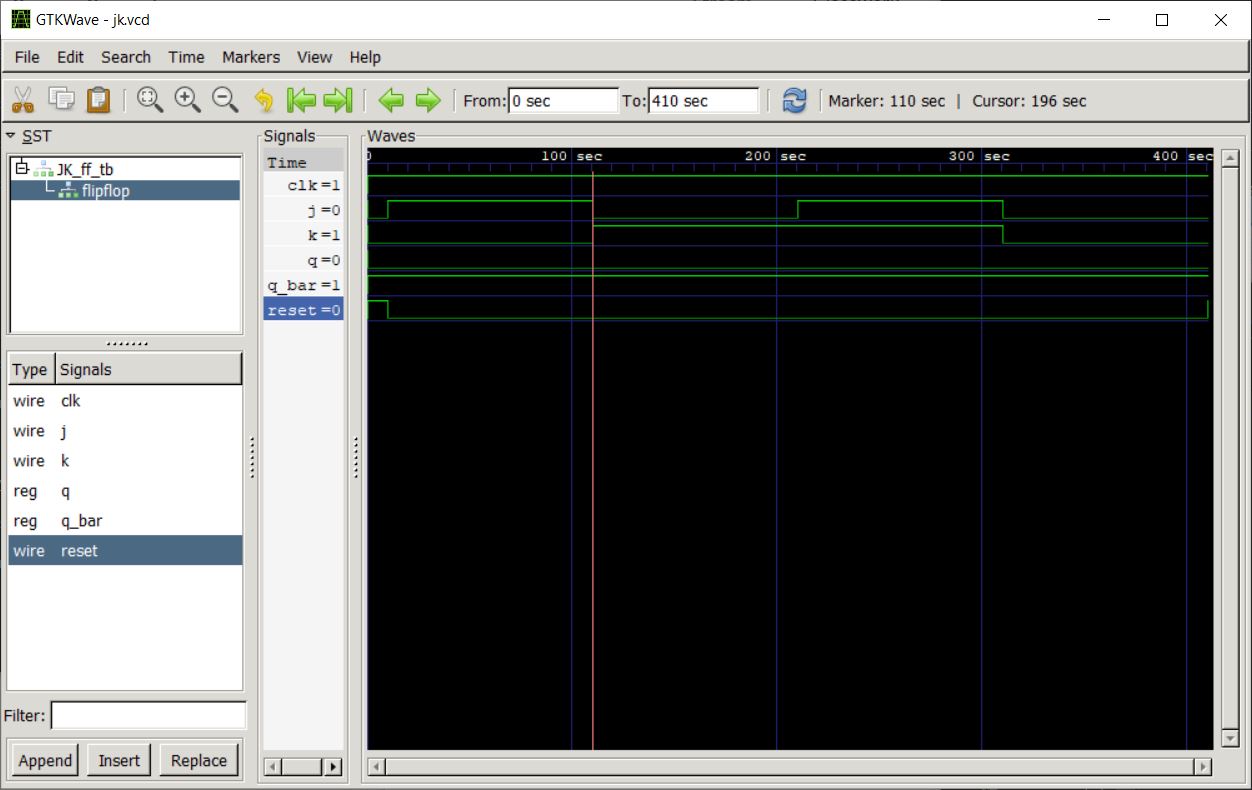 GTKWave - jk.vcd
File Edit Search Time Markers View Help
From: 0 sec To: 410 sec Marker: 110 sec | Cursor: 196 sec
SST
JK_ff_tb
flipflop
Type Signals
wire clk
wire j
wire k
reg q
reg q_bar
wire reset
Filter:
Append Insert Replace
Signals
Time
clk=1
j=0
k=1
q=0
q_bar=1
reset=0
Waves
0 100 sec 200 sec 300 sec 400 sec